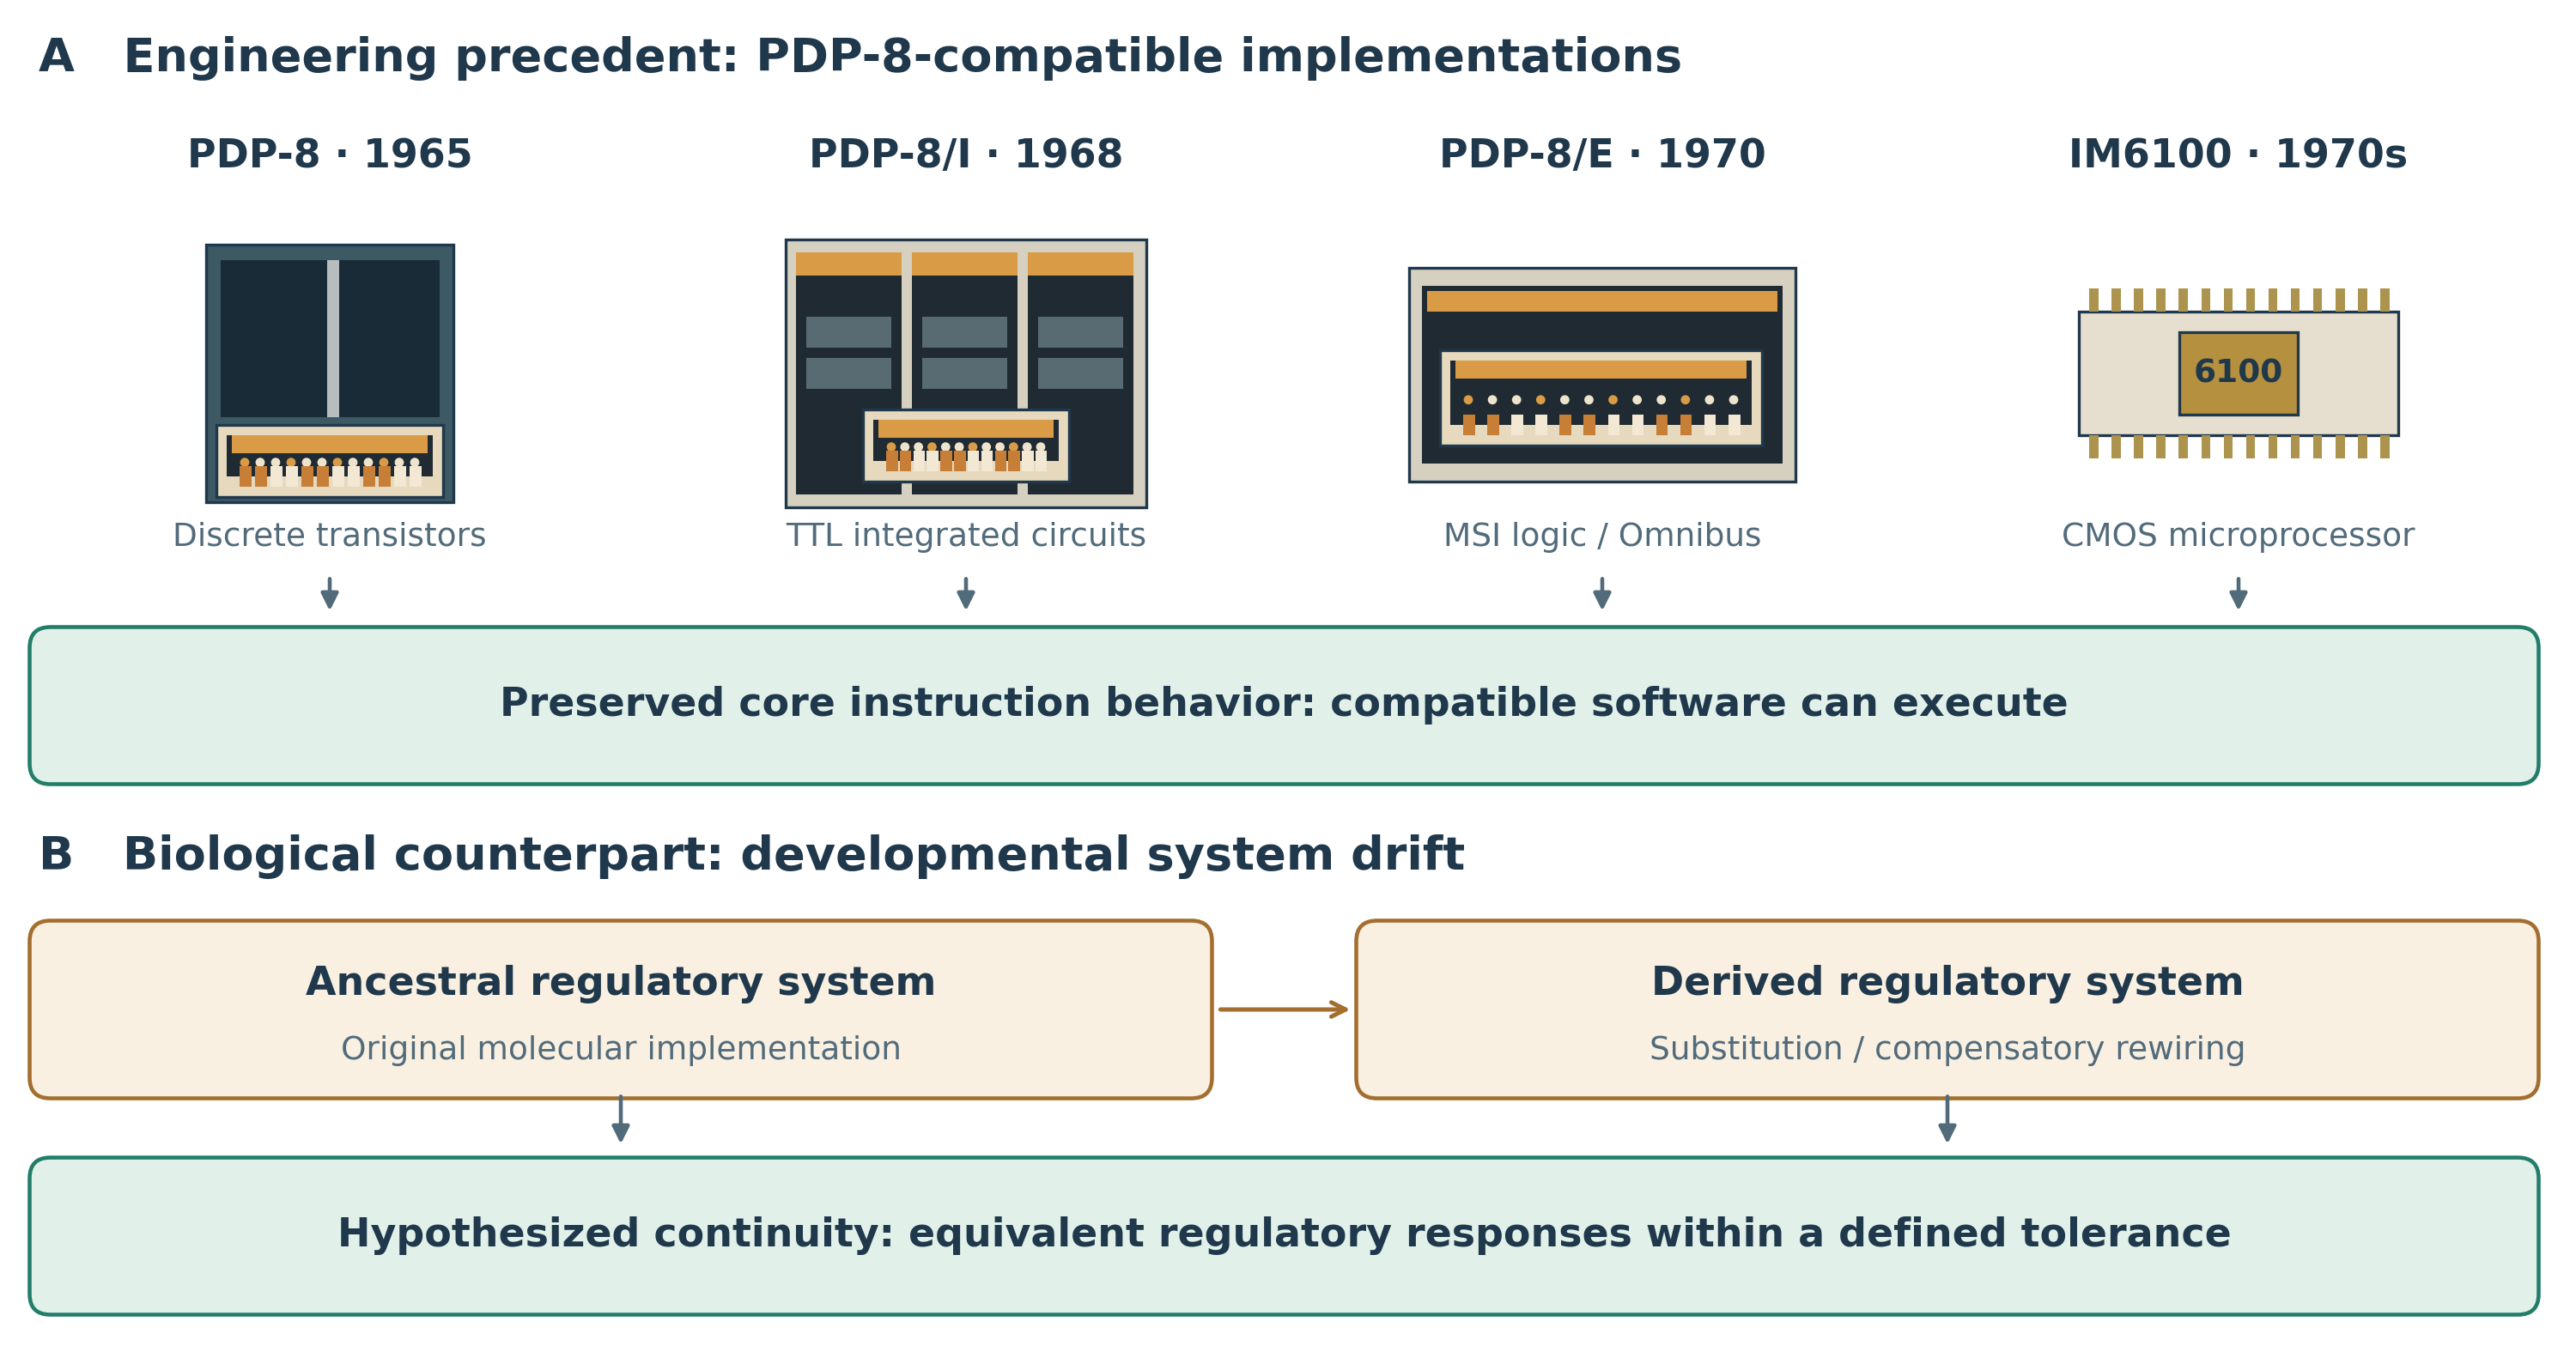 A Engineering precedent: PDP-8-compatible implementations
PDP-8 · 1965
PDP-8/I · 1968
PDP-8/E · 1970
IM6100 · 1970s
6100
Discrete transistors
TTL integrated circuits
MSI logic / Omnibus
CMOS microprocessor
Preserved core instruction behavior: compatible software can execute
B Biological counterpart: developmental system drift
Ancestral regulatory system
Original molecular implementation
Derived regulatory system
Substitution / compensatory rewiring
Hypothesized continuity: equivalent regulatory responses within a defined tolerance